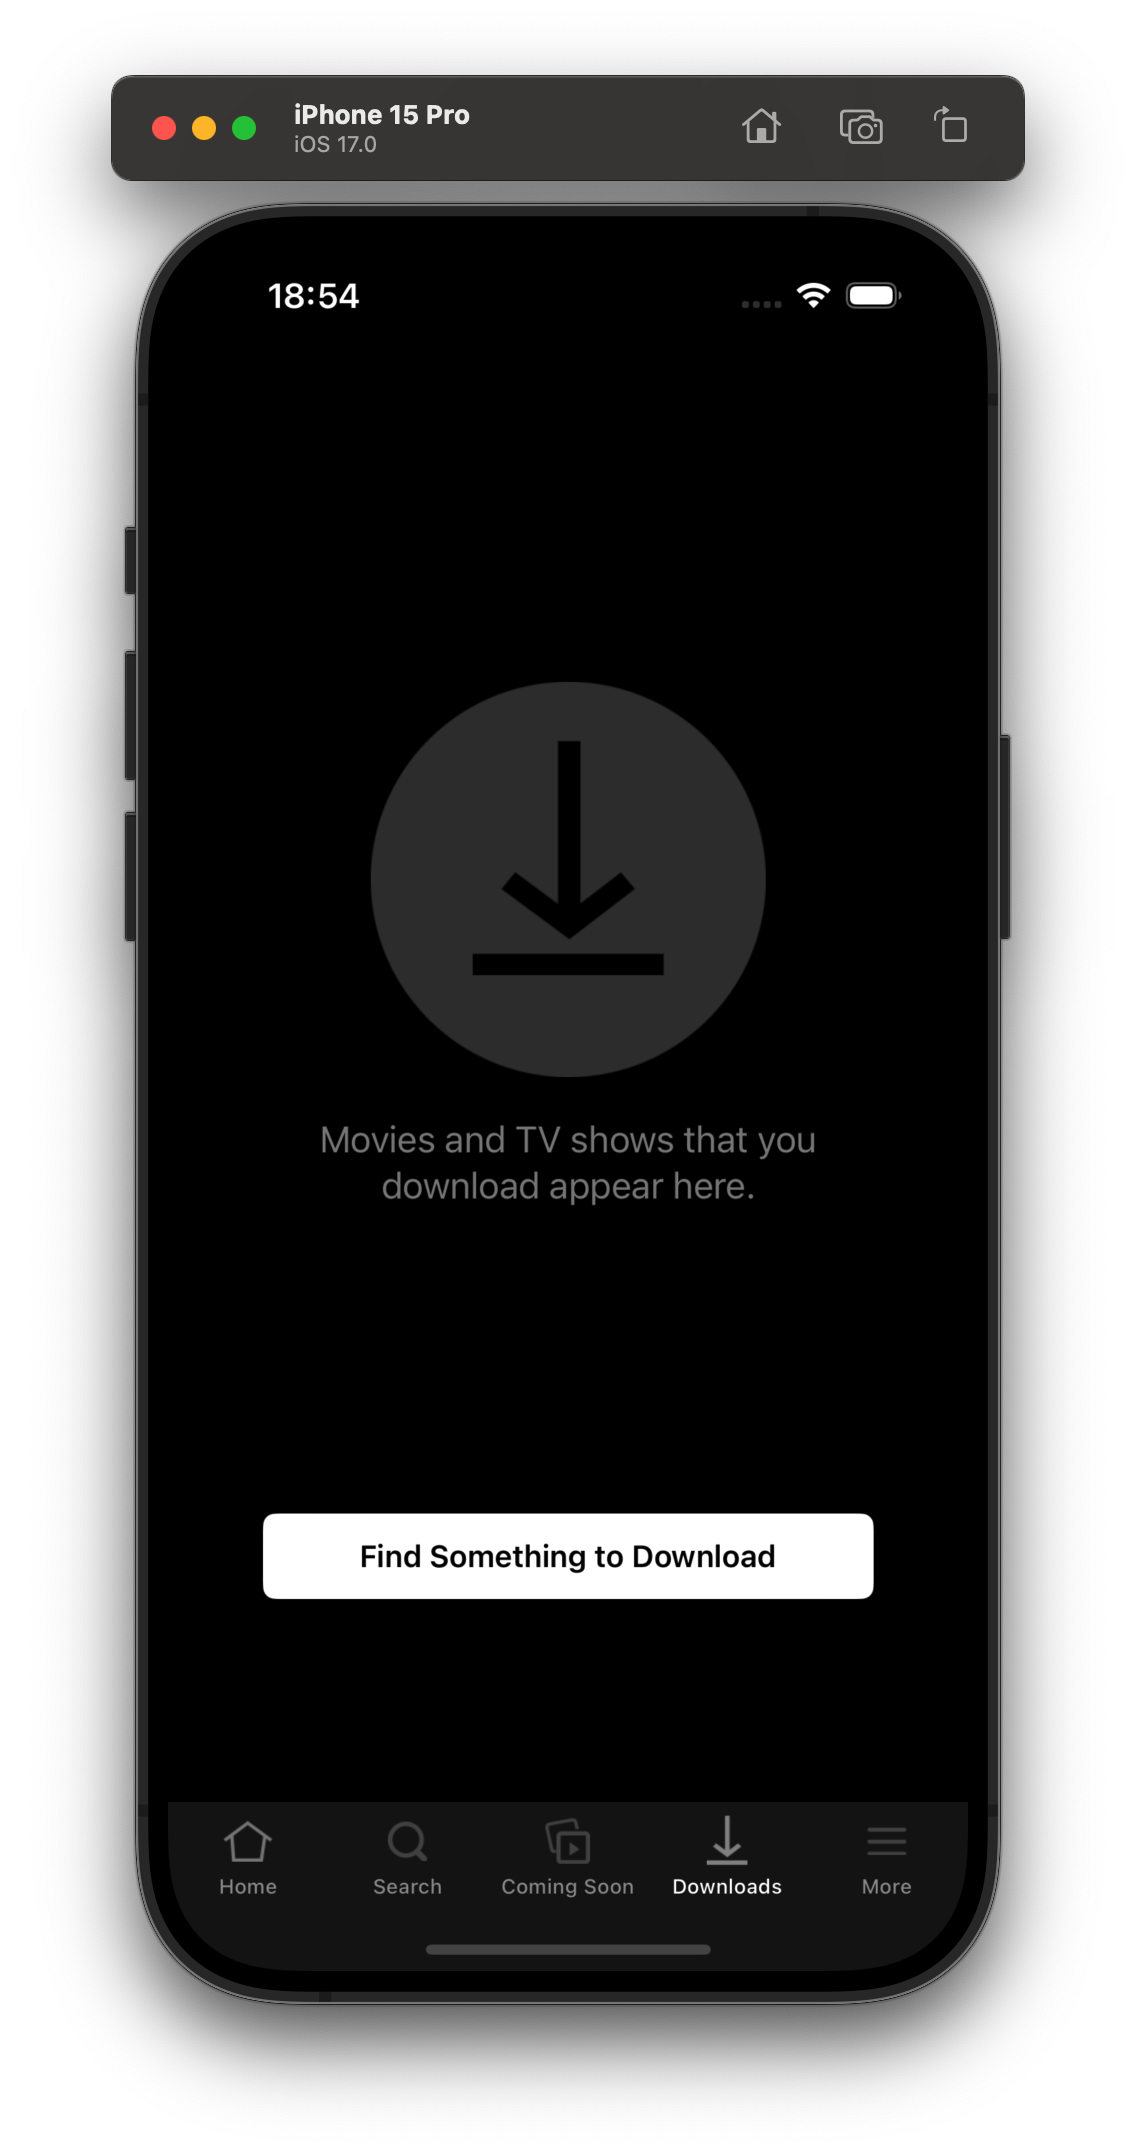 iPhone 15 Pro
iOS 17.0
18:54
Movies and TV shows that you
download appear here.
Find Something to Download
Home
Search
Coming Soon
Downloads
More